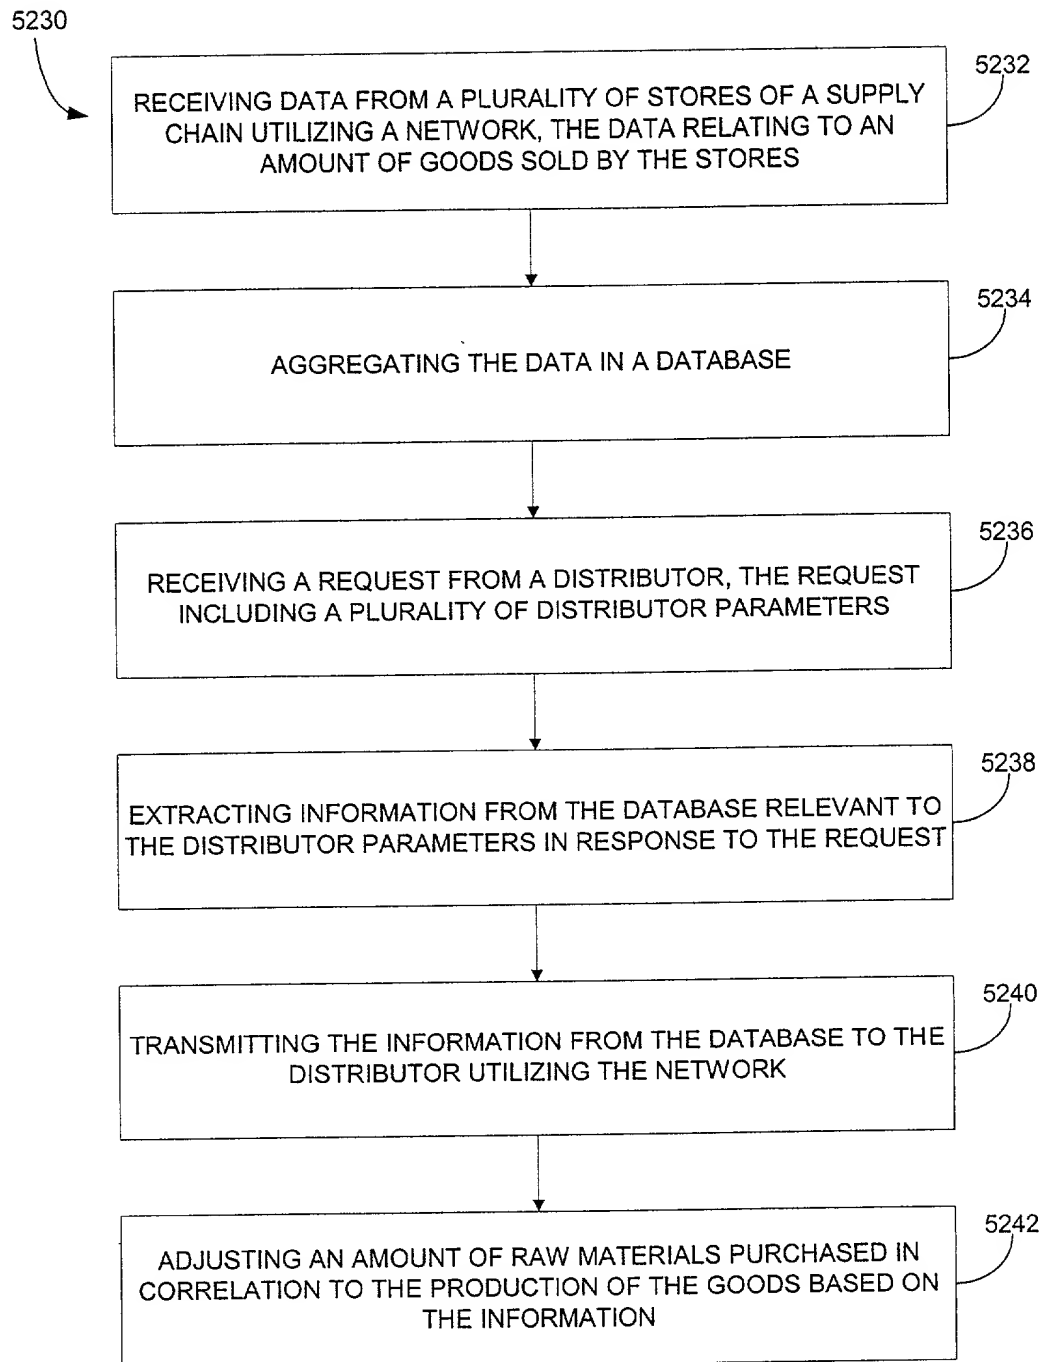 5230
5232
RECEIVING DATA FROM A PLURALITY OF STORES OF A SUPPLY
CHAIN UTILIZING A NETWORK, THE DATA RELATING TO AN
AMOUNT OF GOODS SOLD BY THE STORES
5234
AGGREGATING THE DATA IN A DATABASE
5236
RECEIVING A REQUEST FROM A DISTRIBUTOR, THE REQUEST
INCLUDING A PLURALITY OF DISTRIBUTOR PARAMETERS
5238
EXTRACTING INFORMATION FROM THE DATABASE RELEVANT TO
THE DISTRIBUTOR PARAMETERS IN RESPONSE TO THE REQUEST
5240
TRANSMITTING THE INFORMATION FROM THE DATABASE TO THE
DISTRIBUTOR UTILIZING THE NETWORK
5242
ADJUSTING AN AMOUNT OF RAW MATERIALS PURCHASED IN
CORRELATION TO THE PRODUCTION OF THE GOODS BASED ON
THE INFORMATION